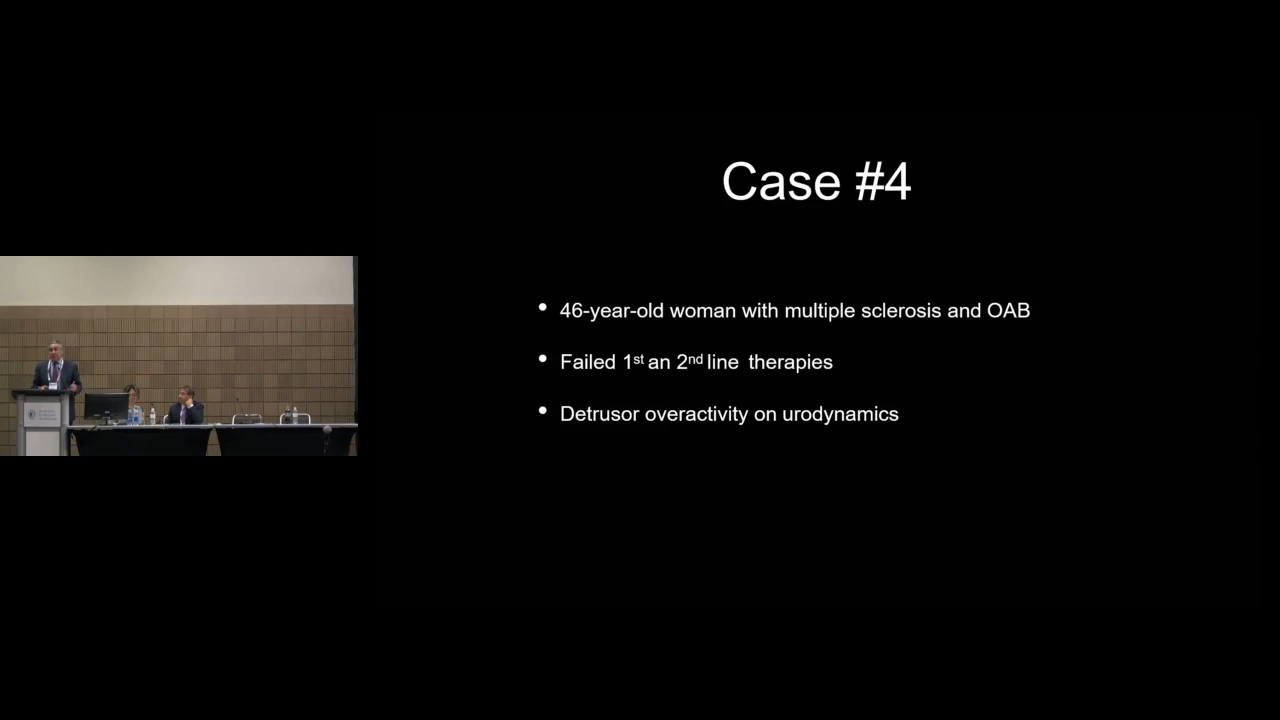 Case #4
• 46-year-old woman with multiple sclerosis and OAB
• Failed 1st an 2nd line therapies
• Detrusor overactivity on urodynamics